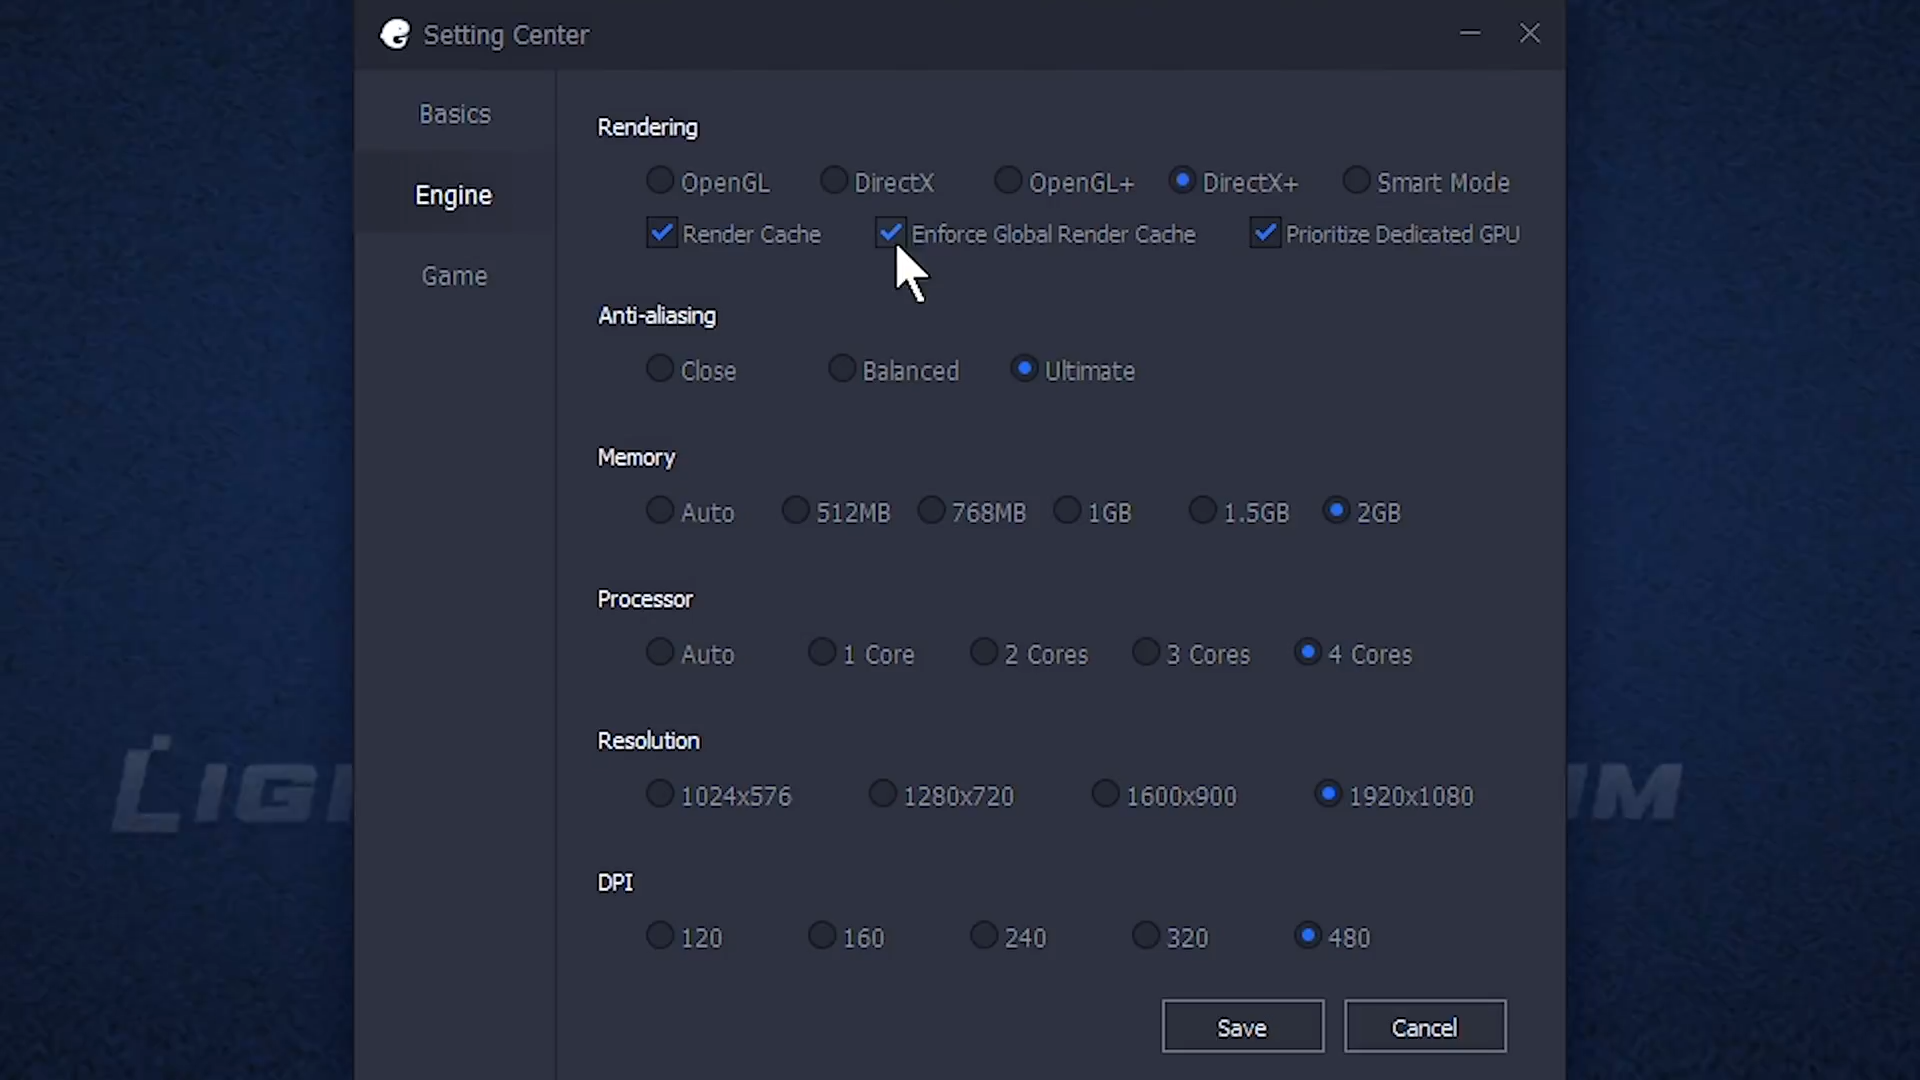 Setting Center
Basics
Engine
Game
Rendering
OpenGL DirectX OpenGL+ DirectX+ Smart Mode
Render Cache Enforce Global Render Cache Prioritize Dedicated GPU
Anti-aliasing
Close Balanced Ultimate
Memory
Auto 512MB 768MB 1GB 1.5GB 2GB
Processor
Auto 1 Core 2 Cores 3 Cores 4 Cores
Resolution
1024x576 1280x720 1600x900 1920x1080
DPI
120 160 240 320 480
Save Cancel